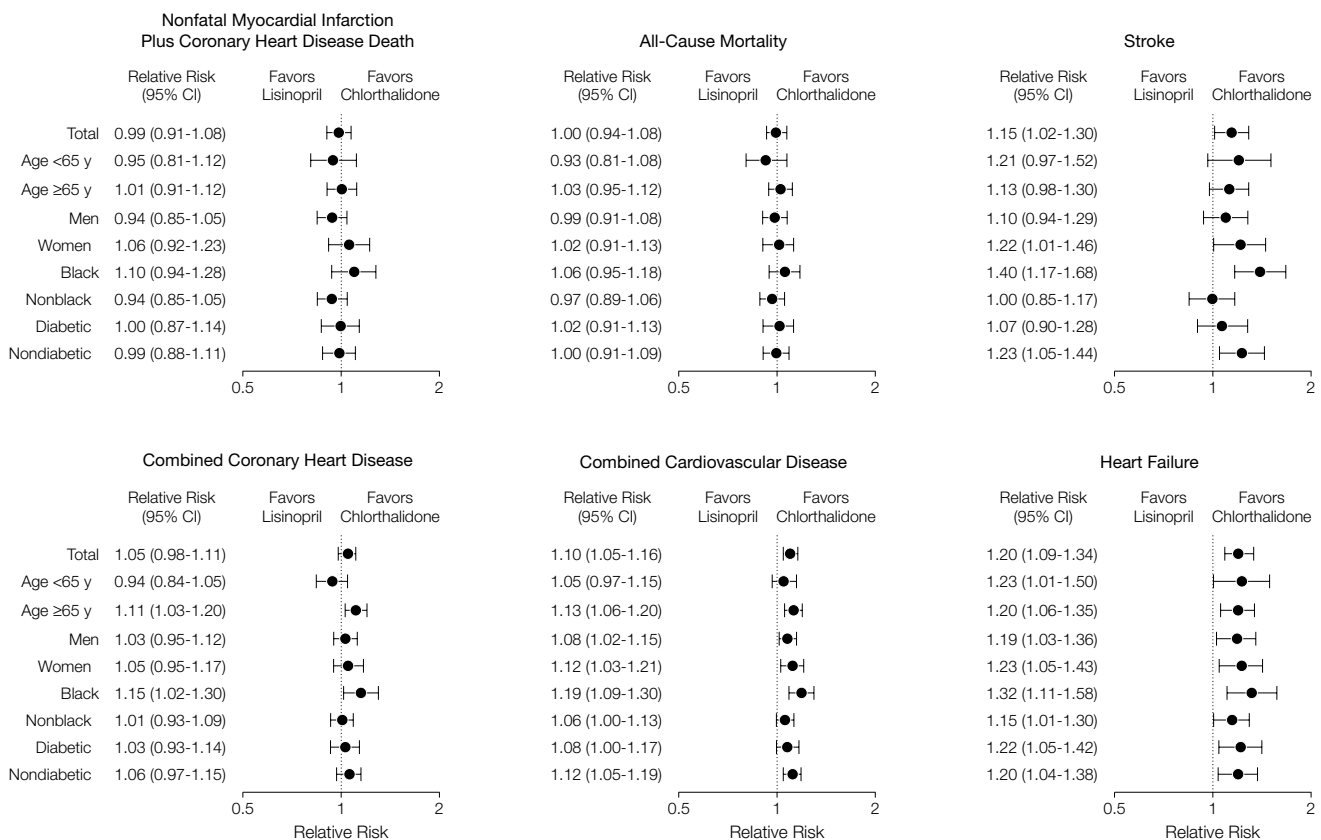 Nonfatal Myocardial Infarction
Plus Coronary Heart Disease Death
Relative Risk
(95% CI)
Favors
Lisinopril
Favors
Chlorthalidone
Total 0.99 (0.91-1.08)
Age <65 y 0.95 (0.81-1.12)
Age ≥65 y 1.01 (0.91-1.12)
Men 0.94 (0.85-1.05)
Women 1.06 (0.92-1.23)
Black 1.10 (0.94-1.28)
Nonblack 0.94 (0.85-1.05)
Diabetic 1.00 (0.87-1.14)
Nondiabetic 0.99 (0.88-1.11)
0.5 1 2
All-Cause Mortality
Relative Risk
(95% CI)
Favors
Lisinopril
Favors
Chlorthalidone
1.00 (0.94-1.08)
0.93 (0.81-1.08)
1.03 (0.95-1.12)
0.99 (0.91-1.08)
1.02 (0.91-1.13)
1.06 (0.95-1.18)
0.97 (0.89-1.06)
1.02 (0.91-1.13)
1.00 (0.91-1.09)
0.5 1 2
Stroke
Relative Risk
(95% CI)
Favors
Lisinopril
Favors
Chlorthalidone
1.15 (1.02-1.30)
1.21 (0.97-1.52)
1.13 (0.98-1.30)
1.10 (0.94-1.29)
1.22 (1.01-1.46)
1.40 (1.17-1.68)
1.00 (0.85-1.17)
1.07 (0.90-1.28)
1.23 (1.05-1.44)
0.5 1 2
Combined Coronary Heart Disease
Relative Risk
(95% CI)
Favors
Lisinopril
Favors
Chlorthalidone
Total 1.05 (0.98-1.11)
Age <65 y 0.94 (0.84-1.05)
Age ≥65 y 1.11 (1.03-1.20)
Men 1.03 (0.95-1.12)
Women 1.05 (0.95-1.17)
Black 1.15 (1.02-1.30)
Nonblack 1.01 (0.93-1.09)
Diabetic 1.03 (0.93-1.14)
Nondiabetic 1.06 (0.97-1.15)
0.5 1 2
Relative Risk
Combined Cardiovascular Disease
Relative Risk
(95% CI)
Favors
Lisinopril
Favors
Chlorthalidone
1.10 (1.05-1.16)
1.05 (0.97-1.15)
1.13 (1.06-1.20)
1.08 (1.02-1.15)
1.12 (1.03-1.21)
1.19 (1.09-1.30)
1.06 (1.00-1.13)
1.08 (1.00-1.17)
1.12 (1.05-1.19)
0.5 1 2
Relative Risk
Heart Failure
Relative Risk
(95% CI)
Favors
Lisinopril
Favors
Chlorthalidone
1.20 (1.09-1.34)
1.23 (1.01-1.50)
1.20 (1.06-1.35)
1.19 (1.03-1.36)
1.23 (1.05-1.43)
1.32 (1.11-1.58)
1.15 (1.01-1.30)
1.22 (1.05-1.42)
1.20 (1.04-1.38)
0.5 1 2
Relative Risk